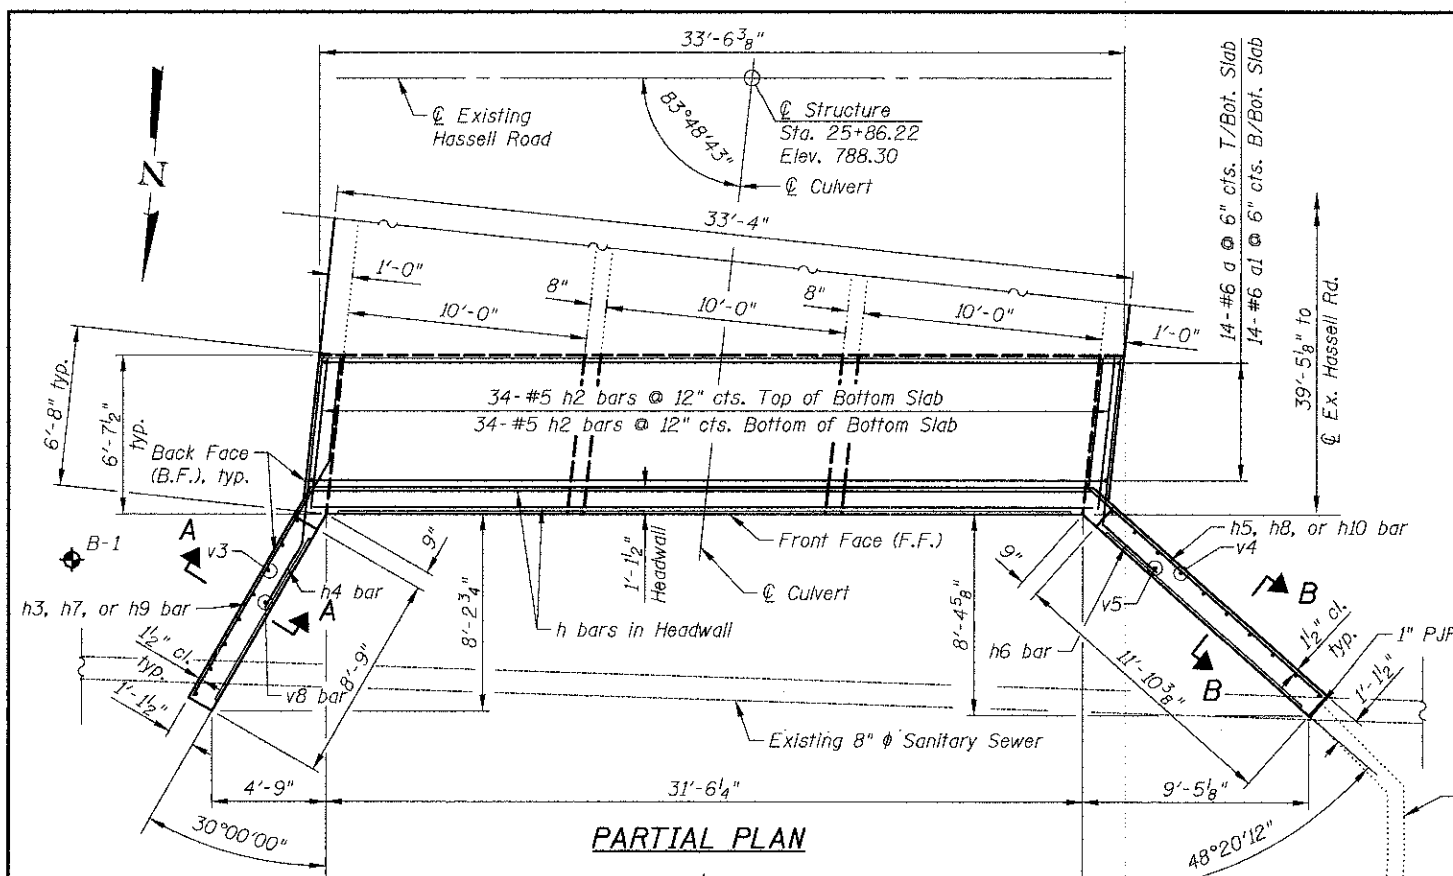 33'-6 3/8"
℄ Existing
Hassell Road
83°48'43"
℄ Structure
Sta. 25+86.22
Elev. 788.30
℄ Culvert
14-#6 a @ 6" cts. T/Bot. Slab
14-#6 a1 @ 6" cts. B/Bot. Slab
N
33'-4"
1'-0"
8"
10'-0"
10'-0"
8"
10'-0"
1'-0"
39'-5 1/8" to
℄ Ex. Hassell Rd.
6'-8" typ.
6'-7 1/2"
typ.
34-#5 h2 bars @ 12" cts. Top of Bottom Slab
34-#5 h2 bars @ 12" cts. Bottom of Bottom Slab
Back Face
(B.F.), typ.
A
B-1
v3
h3, h7, or h9 bar
h4 bar
A
9"
1 1/2" cl.
typ.
1'-1 1/2"
v8 bar
8'-9"
8'-2 3/4"
1'-1 1/2"
Headwall
Front Face (F.F.)
℄ Culvert
h bars in Headwall
8'-4 5/8"
9"
h5, h8, or h10 bar
v4
v5
B
h6 bar
11'-10 3/8"
B
1 1/2" cl.
typ.
1" PJF
1'-1 1/2"
Existing 8" ϕ Sanitary Sewer
4'-9"
31'-6 1/4"
9'-5 1/8"
30°00'00"
48°20'12"
PARTIAL PLAN